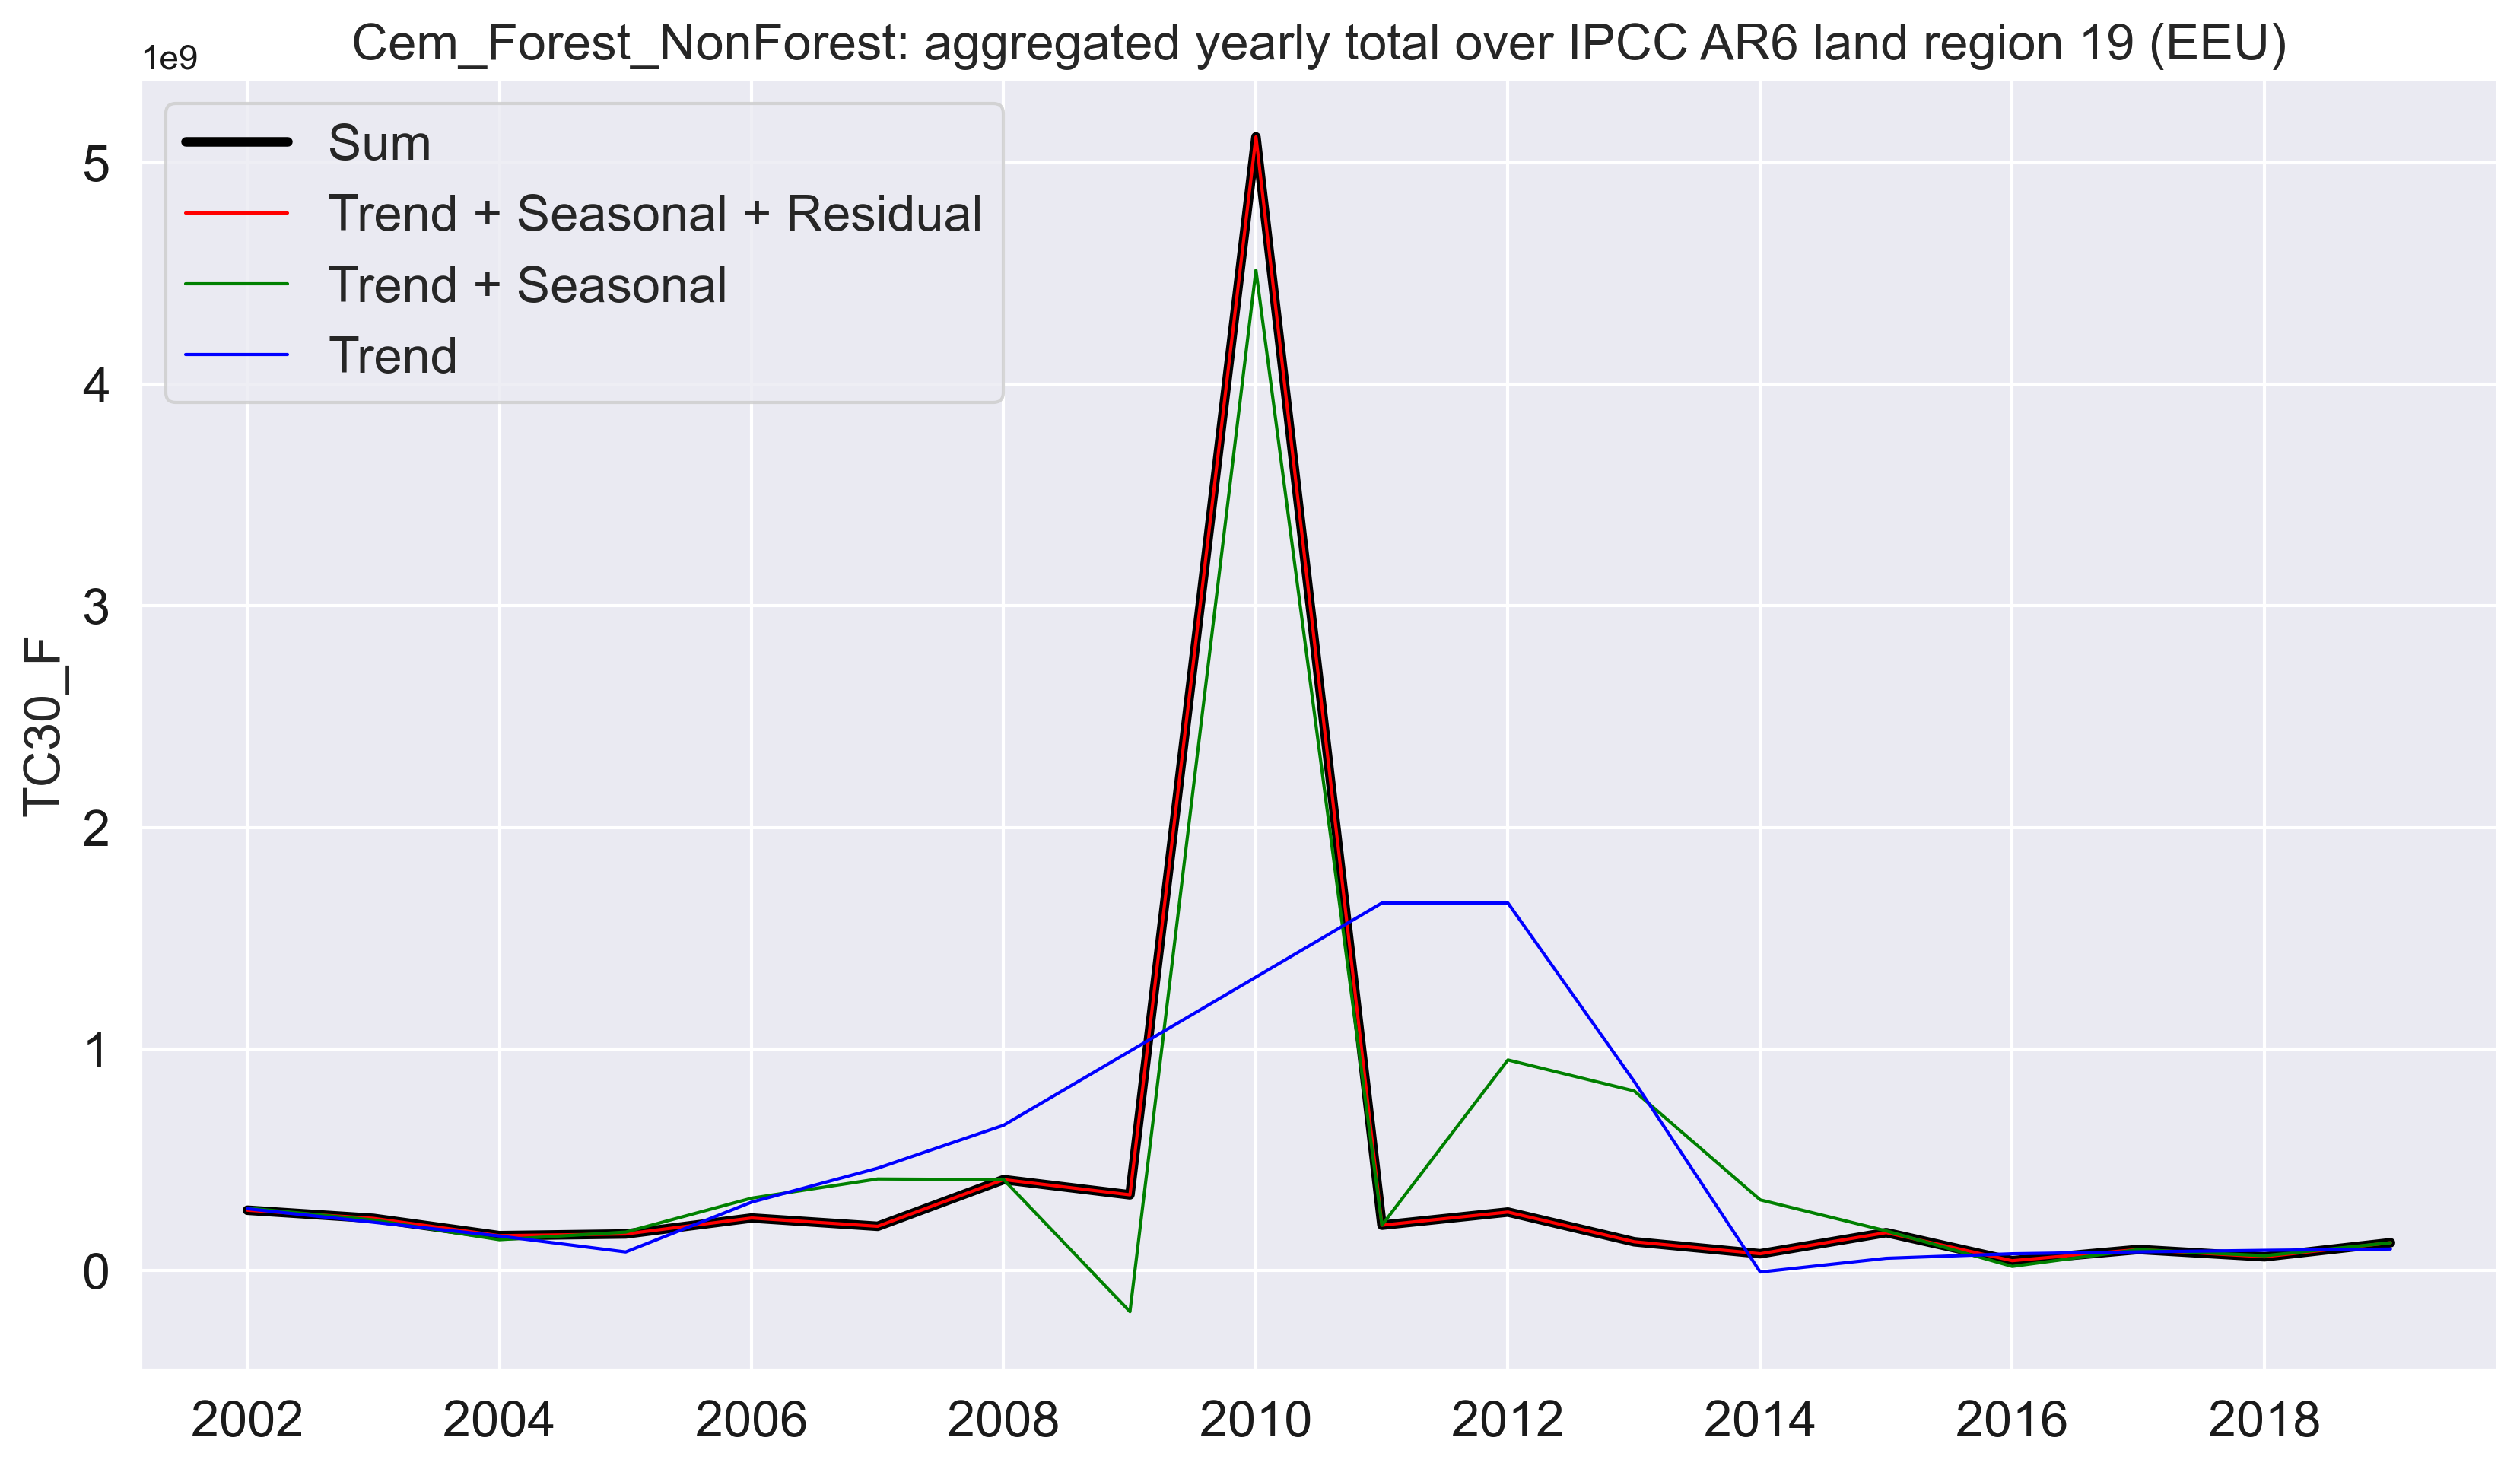 Cem_Forest_NonForest: aggregated yearly total over IPCC AR6 land region 19 (EEU)
1e9
Sum
Trend + Seasonal + Residual
Trend + Seasonal
Trend
5
4
3
2
1
0
TC30_F
2002 2004 2006 2008 2010 2012 2014 2016 2018